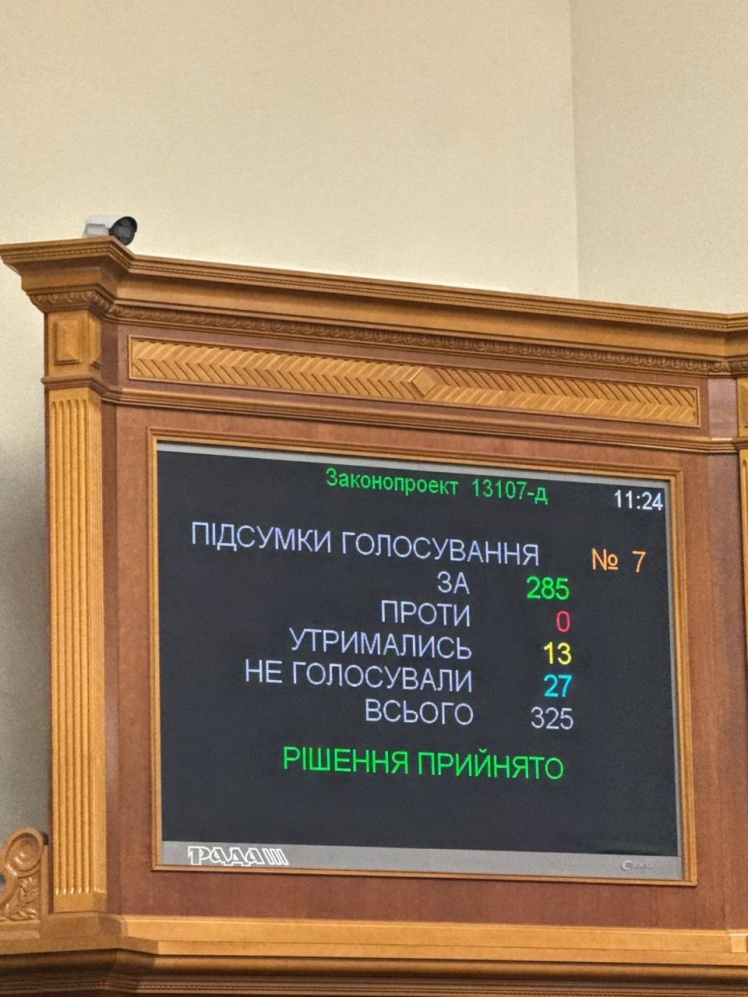 Законопроект 13107-д
11:24
ПІДСУМКИ ГОЛОСУВАННЯ № 7
ЗА 285
ПРОТИ 0
УТРИМАЛИСЬ 13
НЕ ГОЛОСУВАЛИ 27
ВСЬОГО 325
РІШЕННЯ ПРИЙНЯТО
РАДА III